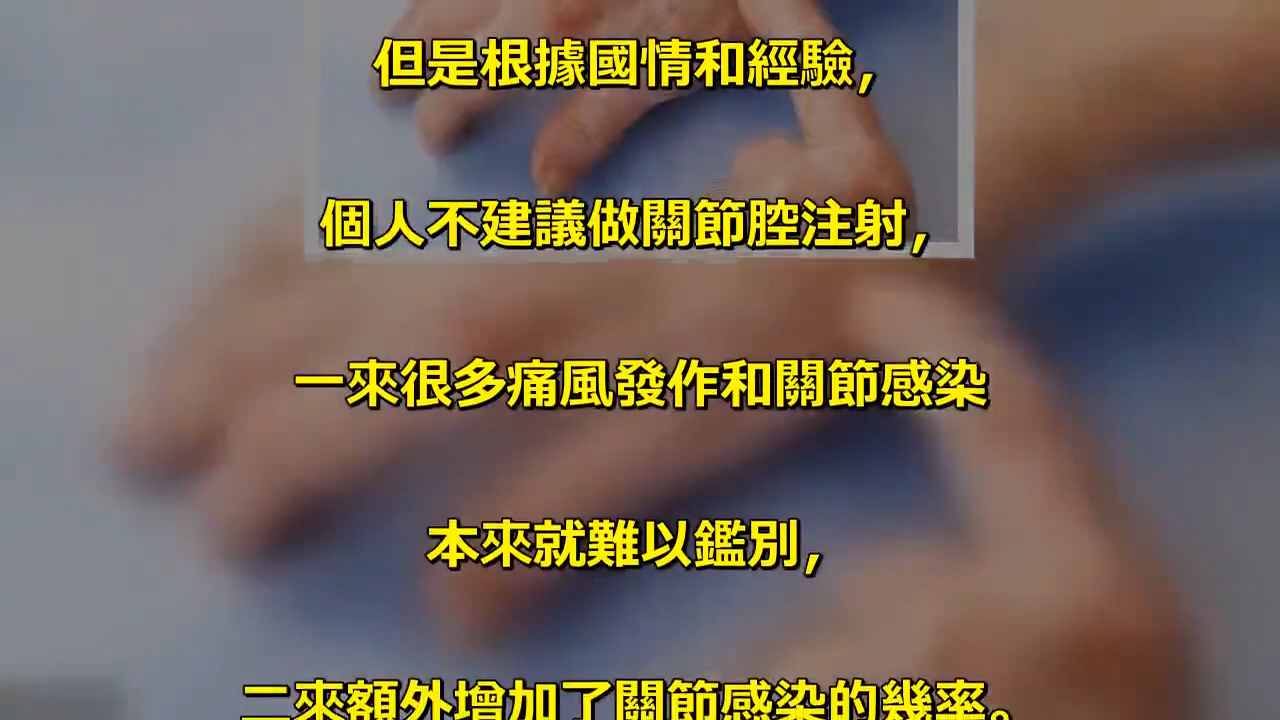 但是根據國情和經驗，
個人不建議做關節腔注射，
一來很多痛風發作和關節感染
本來就難以鑑別，
二來額外增加了關節感染的幾率。